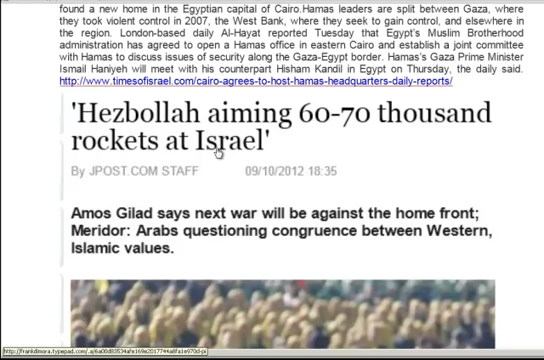 found a new home in the Egyptian capital of Cairo.Hamas leaders are split between Gaza, where
they took violent control in 2007, the West Bank, where they seek to gain control, and elsewhere in
the region. London-based daily Al-Hayat reported Tuesday that Egypt's Muslim Brotherhood
administration has agreed to open a Hamas office in eastern Cairo and establish a joint committee
with Hamas to discuss issues of security along the Gaza-Egypt border. Hamas's Gaza Prime Minister
Ismail Haniyeh will meet with his counterpart Hisham Kandil in Egypt on Thursday, the daily said.
http://www.timesofisrael.com/cairo-agrees-to-host-hamas-headquarters-daily-reports/
'Hezbollah aiming 60-70 thousand
rockets at Israel'
By JPOST.COM STAFF 09/10/2012 18:35
Amos Gilad says next war will be against the home front;
Meridor: Arabs questioning congruence between Western,
Islamic values.